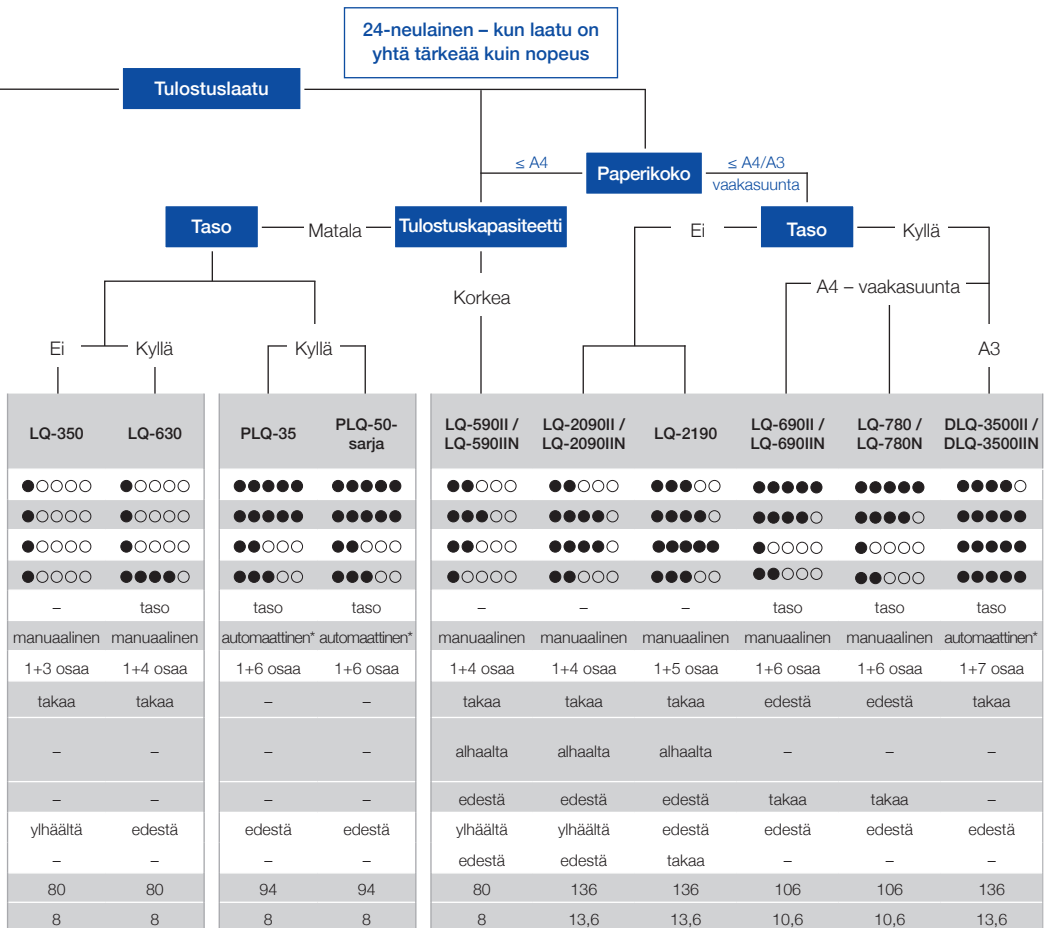 24-neulainen – kun laatu on
yhtä tärkeää kuin nopeus
Tulostuslaatu
≤ A4
Paperikoko
≤ A4/A3
vaakasuunta
Taso
Matala
Tulostuskapasiteetti
Ei
Taso
Kyllä
Korkea
A4 – vaakasuunta
Ei
Kyllä
Kyllä
A3
LQ-350
LQ-630
PLQ-35
PLQ-50-
sarja
LQ-590II /
LQ-590IIN
LQ-2090II /
LQ-2090IIN
LQ-2190
LQ-690II /
LQ-690IIN
LQ-780 /
LQ-780N
DLQ-3500II /
DLQ-3500IIN
– taso taso taso – – – taso taso taso
manuaalinen manuaalinen automaattinen* automaattinen* manuaalinen manuaalinen manuaalinen manuaalinen manuaalinen automaattinen*
1+3 osaa 1+4 osaa 1+6 osaa 1+6 osaa 1+4 osaa 1+4 osaa 1+5 osaa 1+6 osaa 1+6 osaa 1+7 osaa
takaa takaa – – takaa takaa takaa edestä edestä takaa
– – – – alhaalta alhaalta alhaalta – – –
– – – – edestä edestä edestä takaa takaa –
ylhäältä edestä edestä edestä ylhäältä ylhäältä edestä edestä edestä edestä
– – – – edestä edestä takaa – – –
80 80 94 94 80 136 136 106 106 136
8 8 8 8 8 13,6 13,6 10,6 10,6 13,6